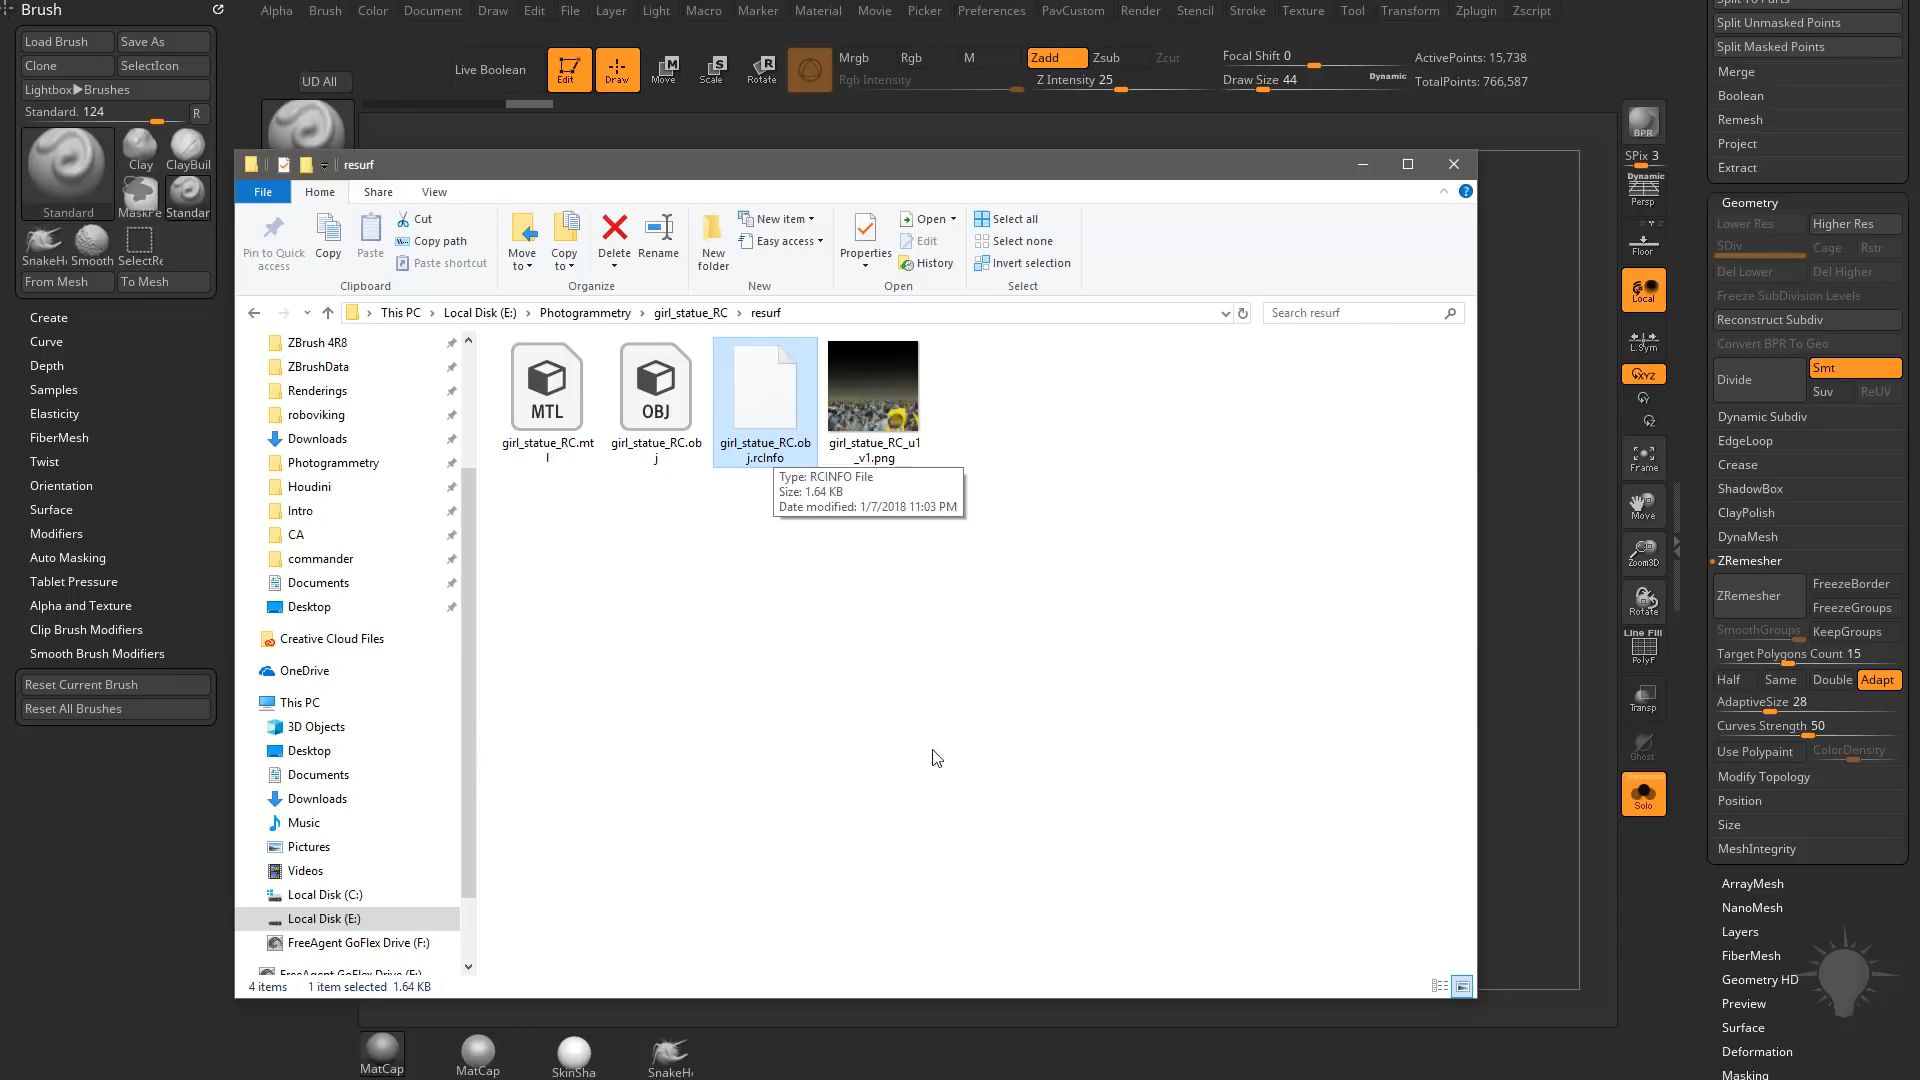 Brush
Alpha Brush Color Document Draw Edit File Layer Light Macro Marker Material Movie Picker Preferences PavCustom Render Stencil Stroke Texture Tool Transform Zplugin Zscript
Load Brush Save As
Clone SelectIcon
Lightbox▶Brushes
Standard. 124 R
Clay ClayBuil
Standard MaskPe Standar
SnakeH Smooth SelectRe
From Mesh To Mesh
Create
Curve
Depth
Samples
Elasticity
FiberMesh
Twist
Orientation
Surface
Modifiers
Auto Masking
Tablet Pressure
Alpha and Texture
Clip Brush Modifiers
Smooth Brush Modifiers
Reset Current Brush
Reset All Brushes
UD All
Live Boolean
Edit Draw Move Scale Rotate
Mrgb Rgb M
Rgb Intensity
Zadd Zsub Zcut
Z Intensity 25
Focal Shift 0
Draw Size 44 Dynamic
ActivePoints: 15,738
TotalPoints: 766,587
resurf
File Home Share View
Pin to Quick access
Copy
Paste
Cut
Copy path
Paste shortcut
Clipboard
Move to
Copy to
Delete
Rename
Organize
New folder
New item
Easy access
New
Properties
Open
Edit
History
Open
Select all
Select none
Invert selection
Select
This PC Local Disk (E:) Photogrammetry girl_statue_RC resurf
Search resurf
ZBrush 4R8
ZBrushData
Renderings
roboviking
Downloads
Photogrammetry
Houdini
Intro
CA
commander
Documents
Desktop
Creative Cloud Files
OneDrive
This PC
3D Objects
Desktop
Documents
Downloads
Music
Pictures
Videos
Local Disk (C:)
Local Disk (E:)
FreeAgent GoFlex Drive (F:)
FreeAgent GoFlex Drive (F:)
MTL
girl_statue_RC.mt
l
OBJ
girl_statue_RC.ob
j
girl_statue_RC.ob
j.rcInfo
girl_statue_RC_u1
_v1.png
Type: RCINFO File
Size: 1.64 KB
Date modified: 1/7/2018 11:03 PM
4 items 1 item selected 1.64 KB
MatCap MatCap SkinSha SnakeH
BPR
SPix 3
Dynamic
Persp
Floor
Local
L.Sym
XYZ
Frame
Move
Zoom3D
Rotate
Line Fill
PolyF
Transp
Ghost
Dynamic
Solo
Split To Parts
Split Unmasked Points
Split Masked Points
Merge
Boolean
Remesh
Project
Extract
Geometry
Lower Res Higher Res
SDiv Cage Rstr
Del Lower Del Higher
Freeze SubDivision Levels
Reconstruct Subdiv
Convert BPR To Geo
Divide Smt
Suv ReUV
Dynamic Subdiv
EdgeLoop
Crease
ShadowBox
ClayPolish
DynaMesh
ZRemesher
ZRemesher FreezeBorder
FreezeGroups
SmoothGroups KeepGroups
Target Polygons Count 15
Half Same Double Adapt
AdaptiveSize 28
Curves Strength 50
Use Polypaint ColorDensity
Modify Topology
Position
Size
MeshIntegrity
ArrayMesh
NanoMesh
Layers
FiberMesh
Geometry HD
Preview
Surface
Deformation
Masking